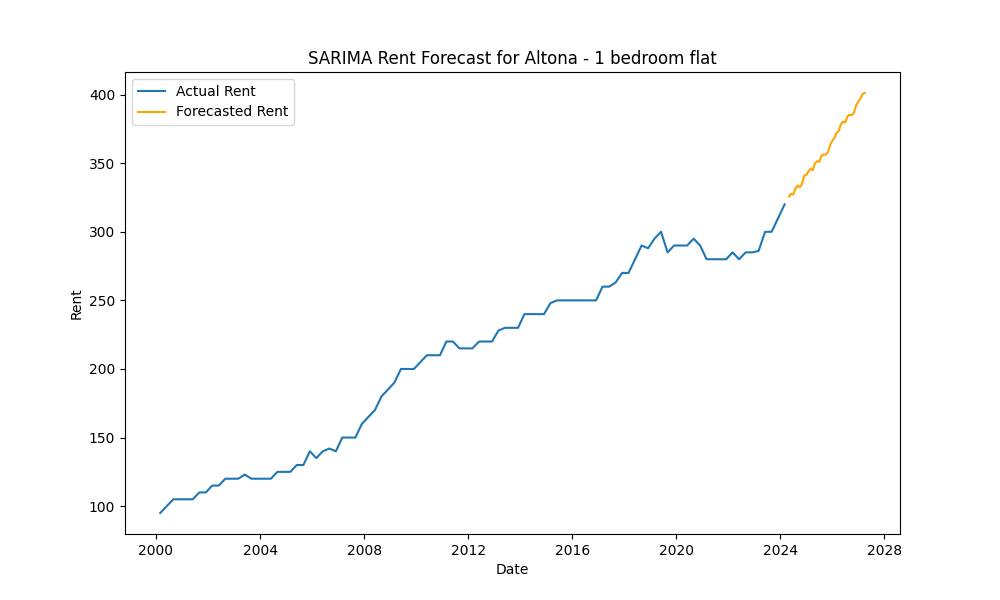 SARIMA Rent Forecast for Altona - 1 bedroom flat
Actual Rent
Forecasted Rent
400
350
300
250
200
150
100
Rent
2000 2004 2008 2012 2016 2020 2024 2028
Date